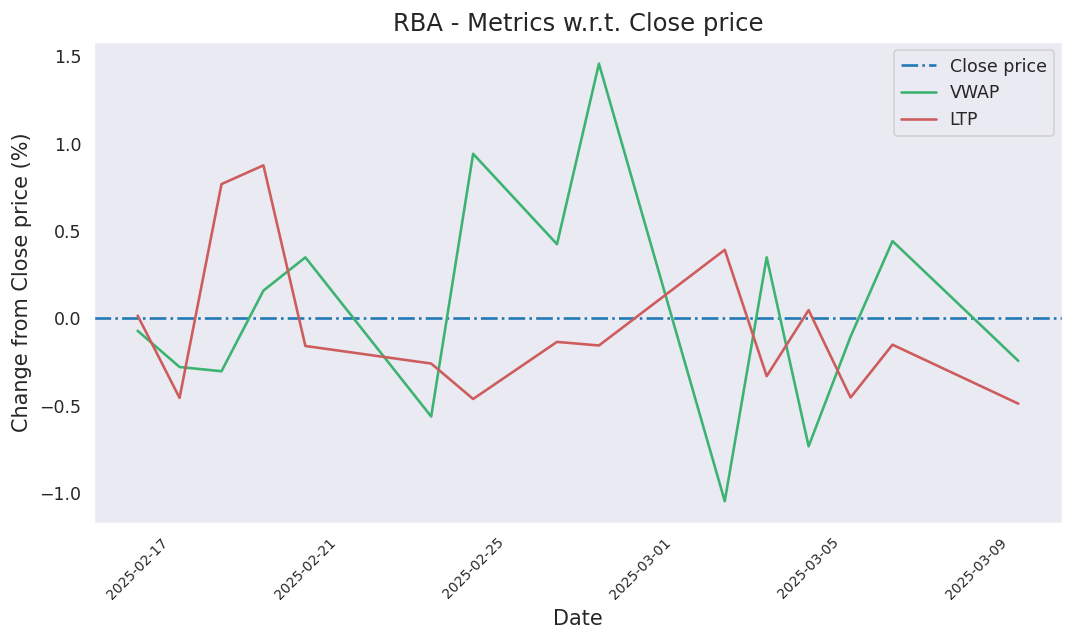 RBA - Metrics w.r.t. Close price
Change from Close price (%)
1.5
1.0
0.5
0.0
−0.5
−1.0
Close price
VWAP
LTP
2025-02-17
2025-02-21
2025-02-25
2025-03-01
2025-03-05
2025-03-09
Date